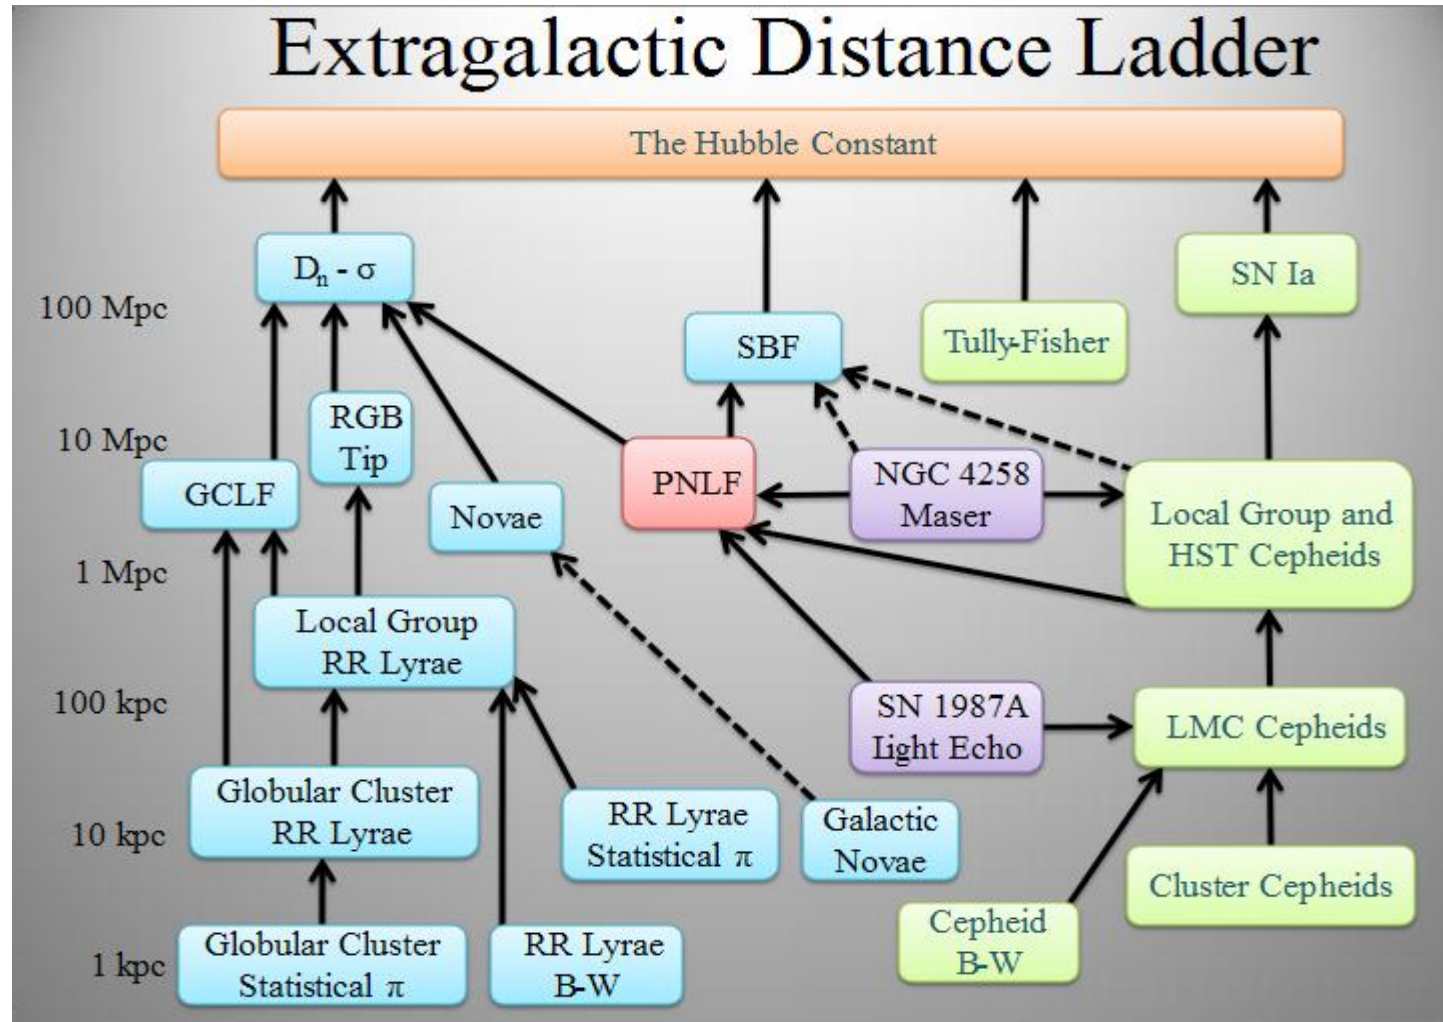 Extragalactic Distance Ladder
The Hubble Constant
Dn - σ
SN Ia
100 Mpc
SBF
Tully-Fisher
RGB
Tip
10 Mpc
GCLF
Novae
PNLF
NGC 4258
Maser
Local Group and
HST Cepheids
1 Mpc
Local Group
RR Lyrae
100 kpc
SN 1987A
Light Echo
LMC Cepheids
Globular Cluster
RR Lyrae
10 kpc
RR Lyrae
Statistical π
Galactic
Novae
Cluster Cepheids
1 kpc
Globular Cluster
Statistical π
RR Lyrae
B-W
Cepheid
B-W